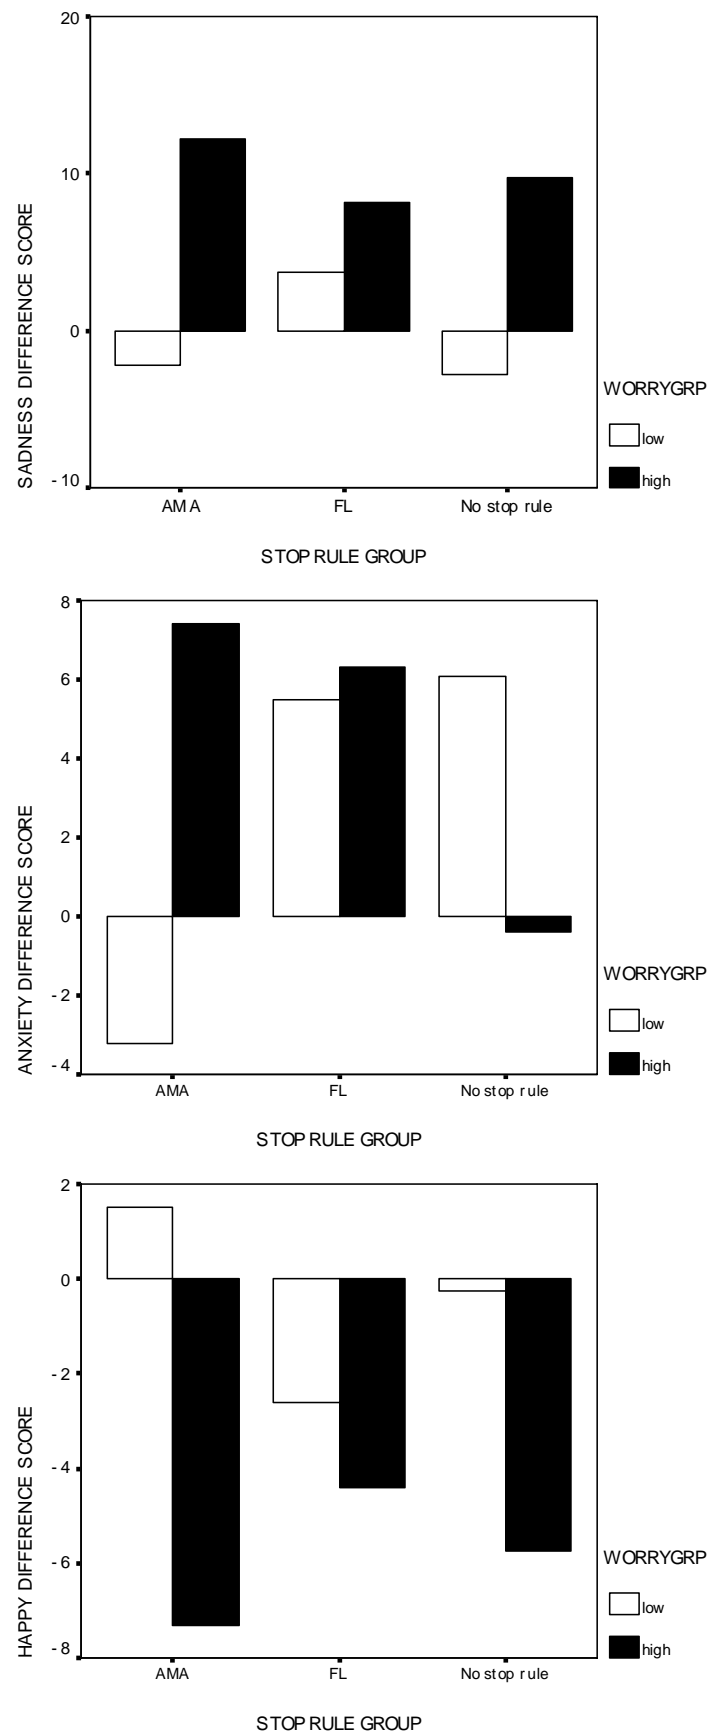 20
10
0
-10
SADNESS DIFFERENCE SCORE
AMA FL No stop rule
STOP RULE GROUP
WORRYGRP
low
high
8
6
4
2
0
-2
-4
ANXIETY DIFFERENCE SCORE
AMA FL No stop rule
STOP RULE GROUP
WORRYGRP
low
high
2
0
-2
-4
-6
-8
HAPPY DIFFERENCE SCORE
AMA FL No stop rule
STOP RULE GROUP
WORRYGRP
low
high